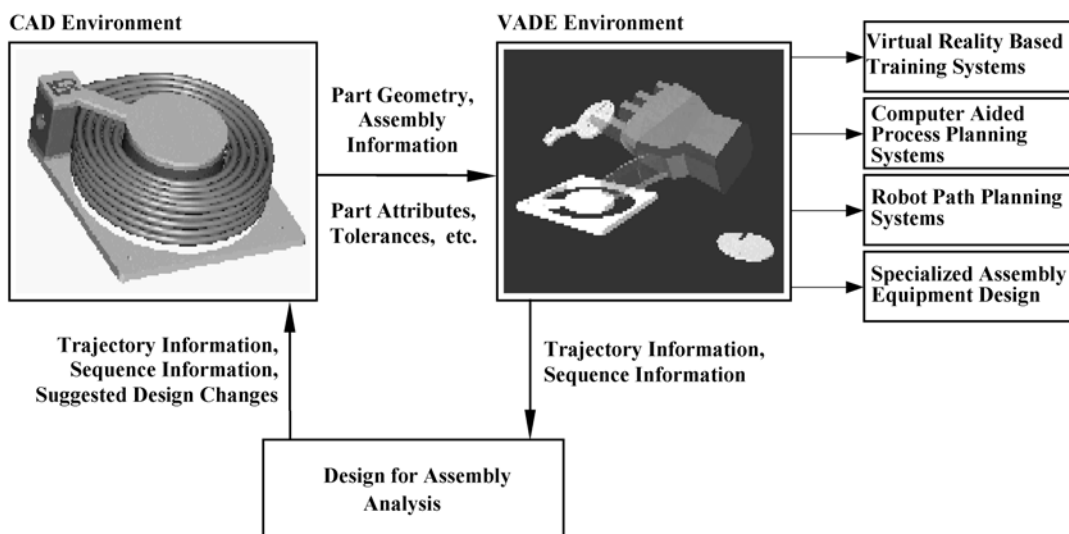 CAD Environment
VADE Environment
Part Geometry,
Assembly
Information
Part Attributes,
Tolerances, etc.
Virtual Reality Based
Training Systems
Computer Aided
Process Planning
Systems
Robot Path Planning
Systems
Specialized Assembly
Equipment Design
Trajectory Information,
Sequence Information,
Suggested Design Changes
Trajectory Information,
Sequence Information
Design for Assembly
Analysis